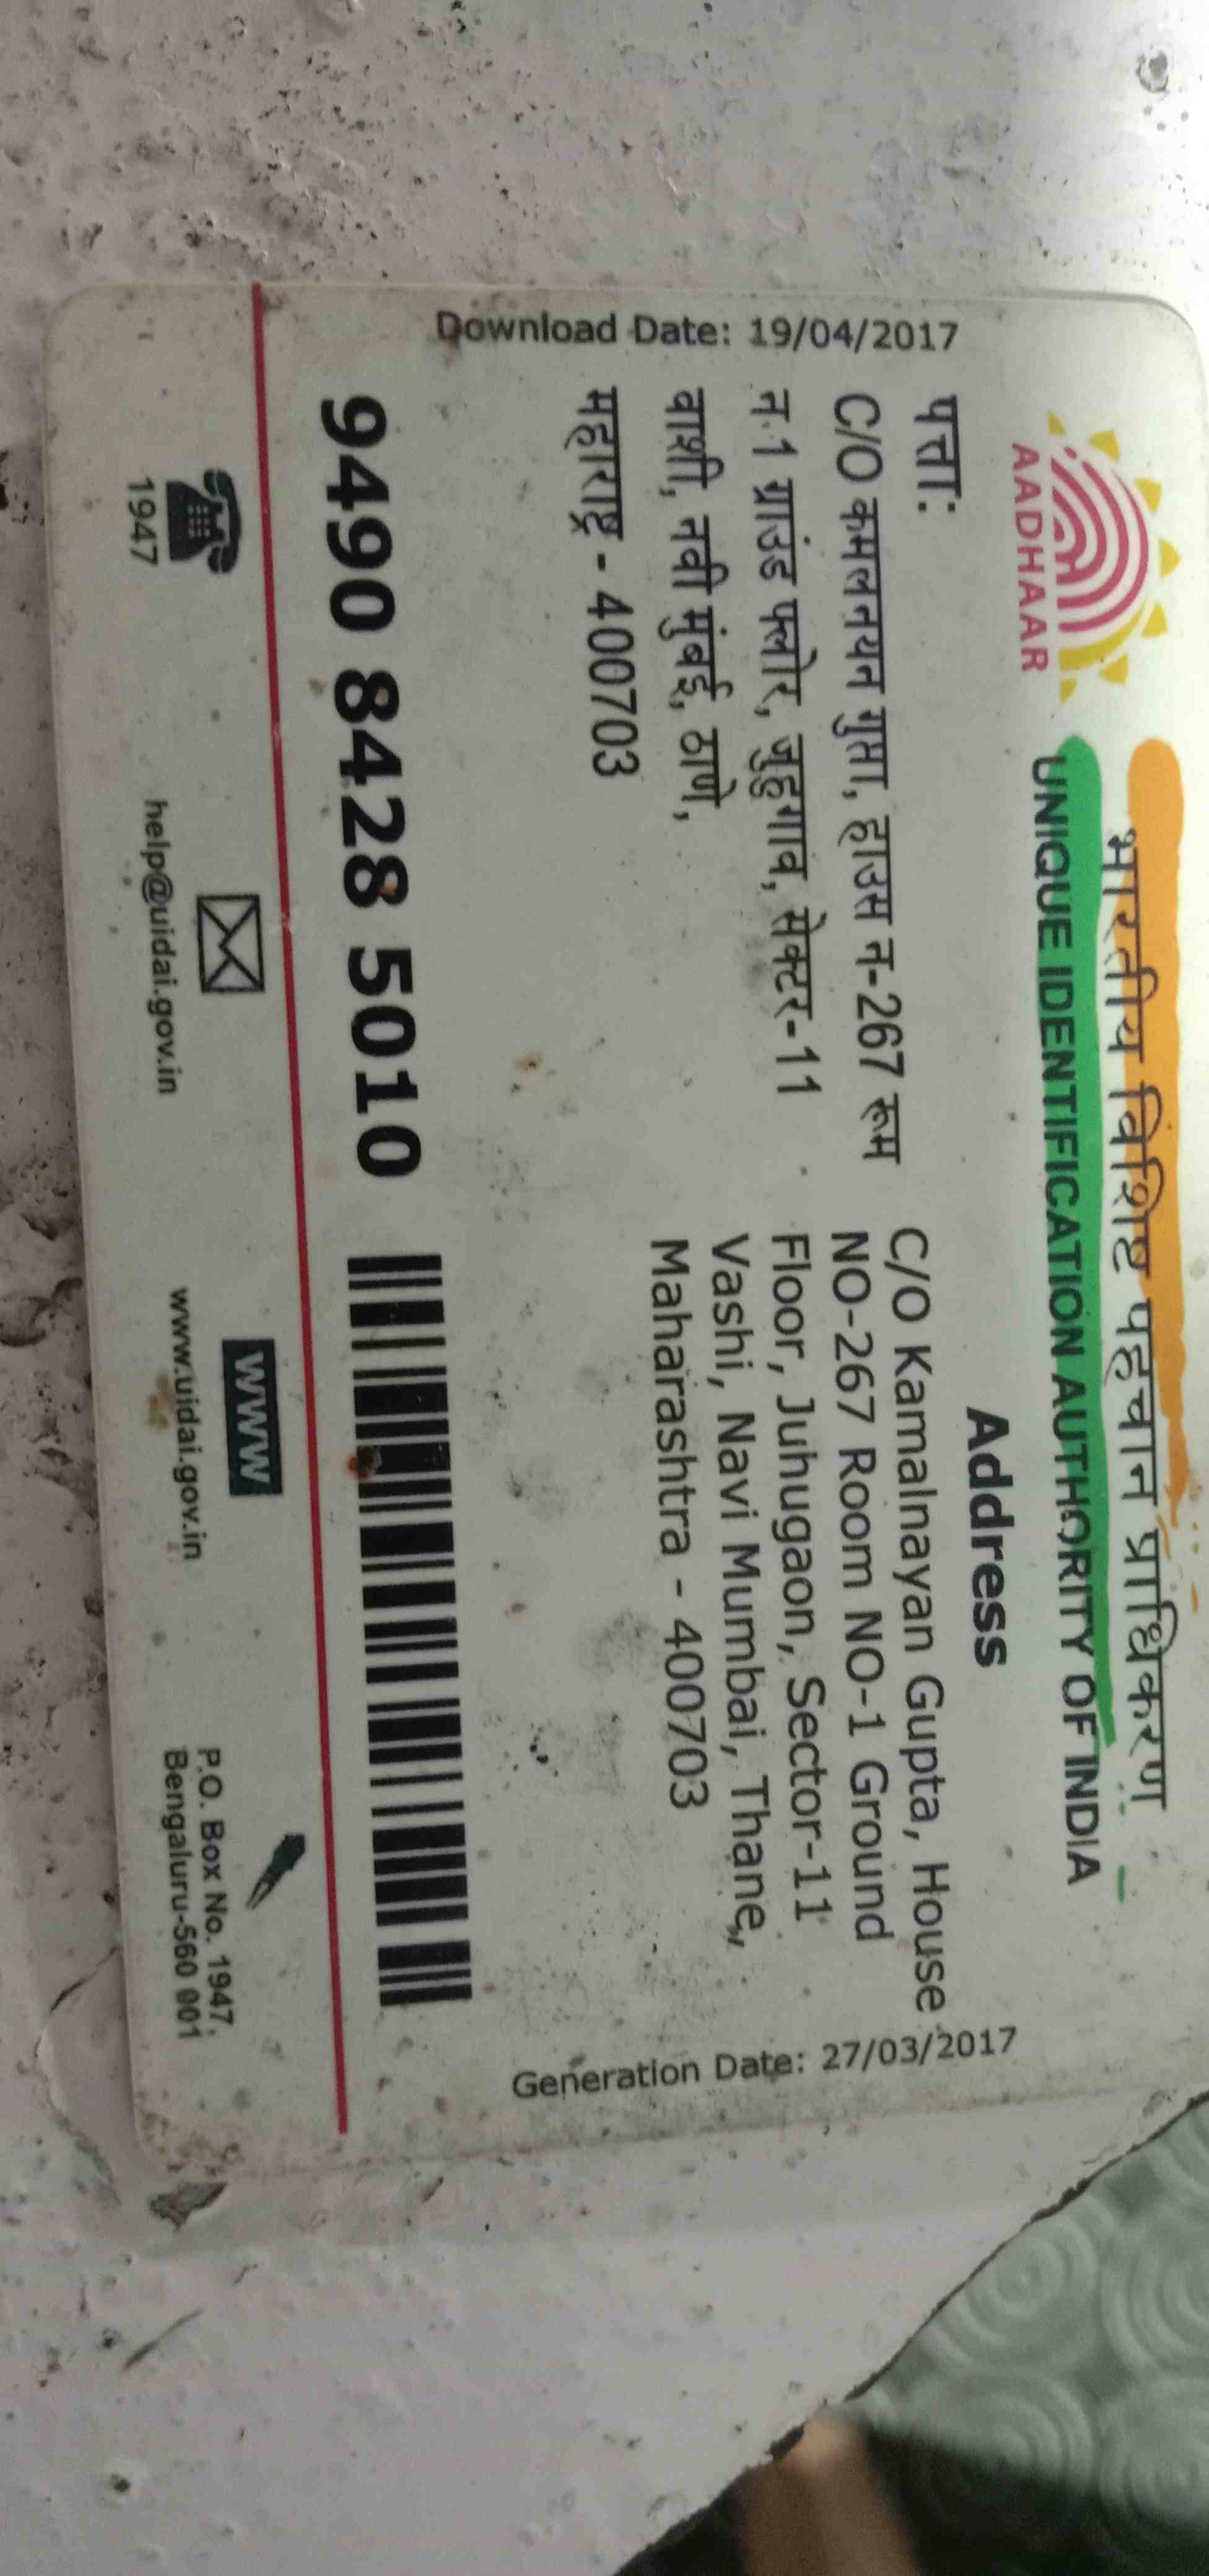 भारतीय विशिष्ट पहचान प्राधिकरण
UNIQUE IDENTIFICATION AUTHORITY OF INDIA
AADHAAR
Download Date: 19/04/2017
पत्ता:
C/O कमलनयन गुप्ता, हाउस न-267 रूम
न-1 ग्राउंड फ्लोर, जुहुगाव, सेक्टर-11
वाशी, नवी मुंबई, ठाणे,
महाराष्ट्र - 400703
Address
C/O Kamalnayan Gupta, House
NO-267 Room NO-1 Ground
Floor, Juhugaon, Sector-11
Vashi, Navi Mumbai, Thane,,
Maharashtra - 400703
Generation Date: 27/03/2017
9490 8428 5010
1947
help@uidai.gov.in
www
www.uidai.gov.in
P.O. Box No. 1947,
Bengaluru-560 001